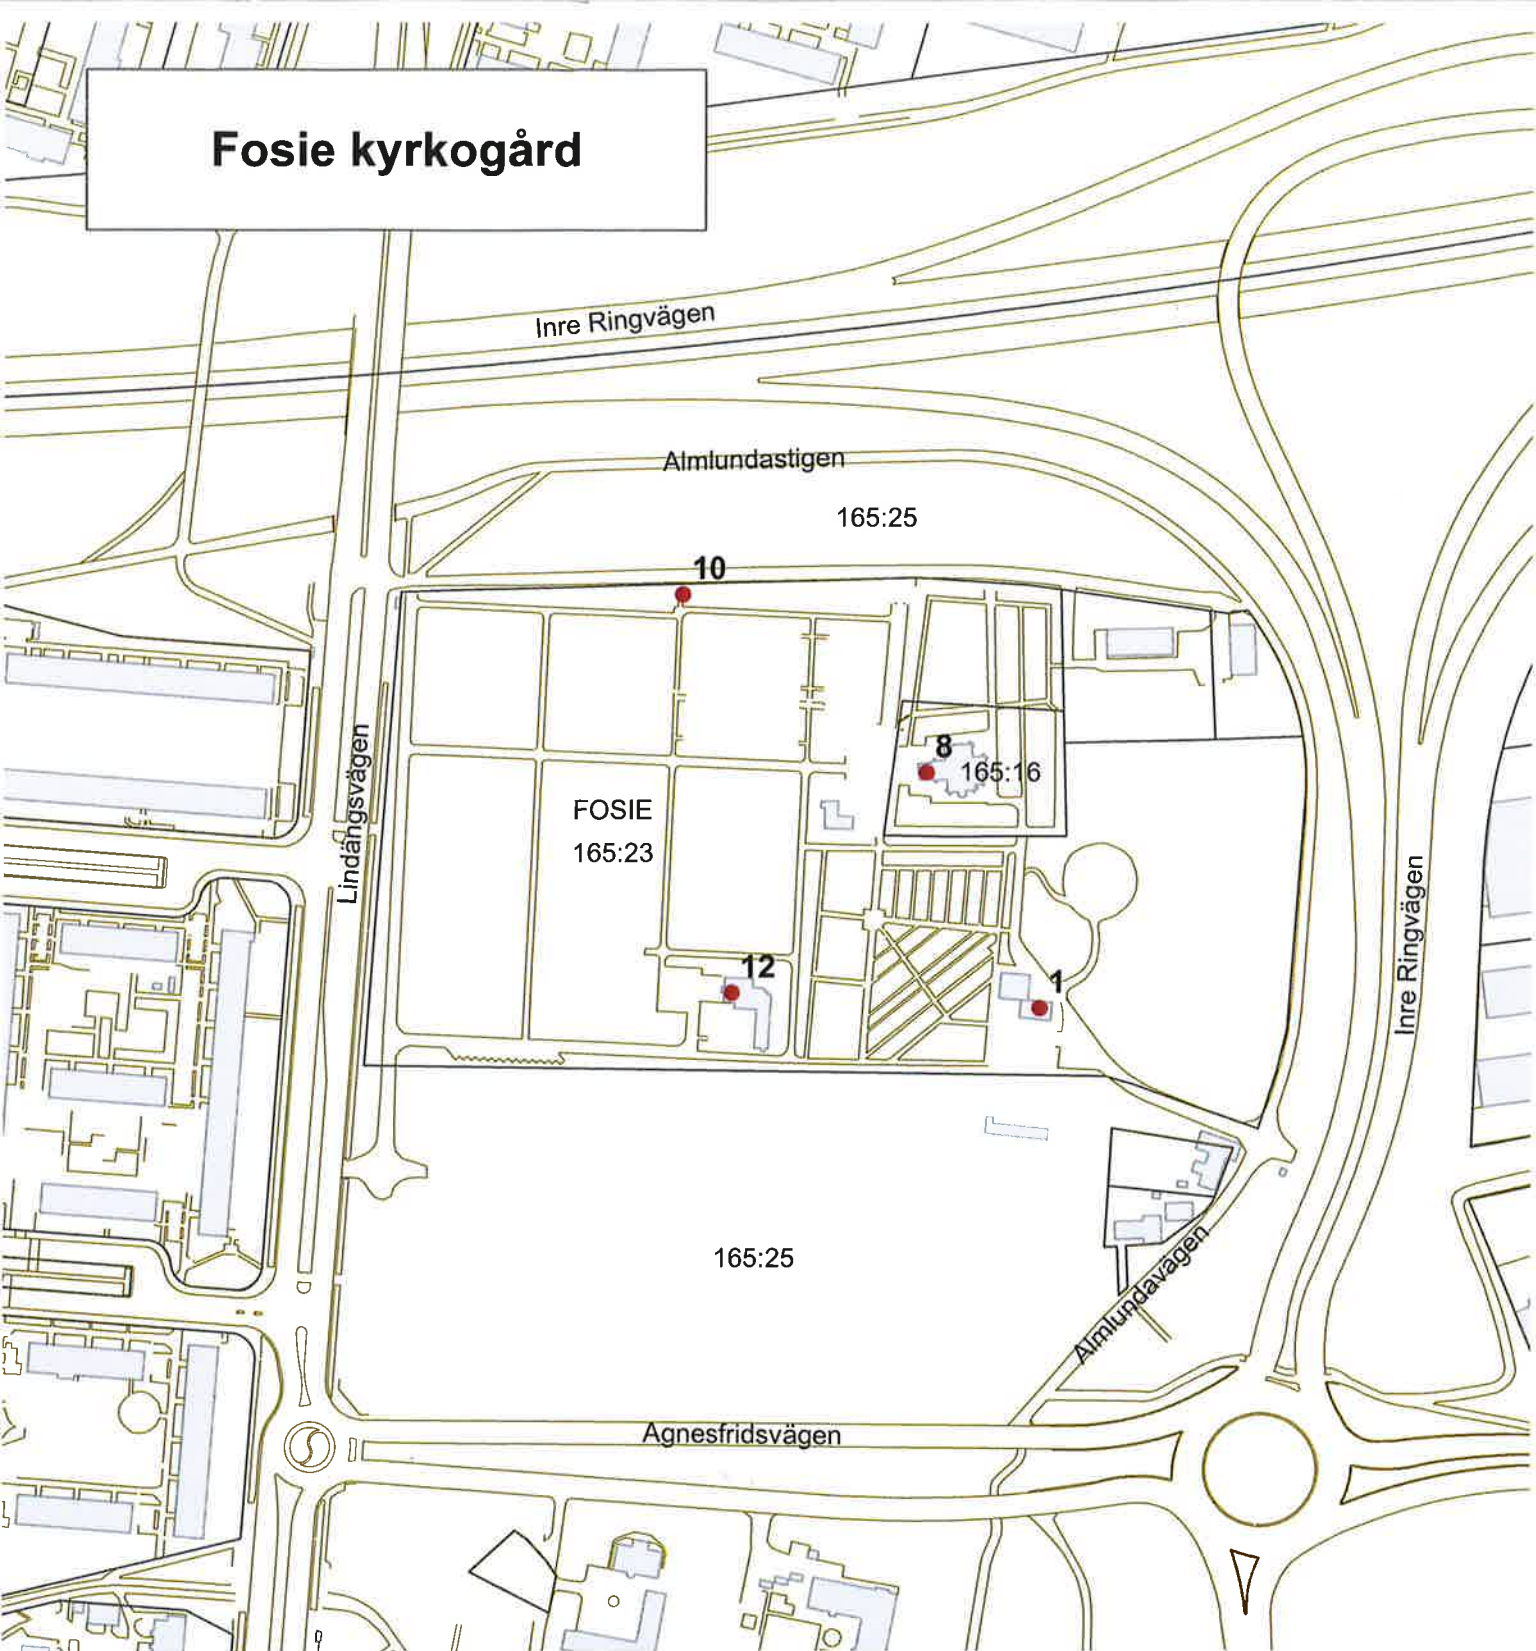 Fosie kyrkogård
Inre Ringvägen
Almlundastigen
165:25
10
Lindängsvägen
8
165:16
FOSIE
165:23
12
1
Inre Ringvägen
165:25
Almlundavägen
Agnesfridsvägen